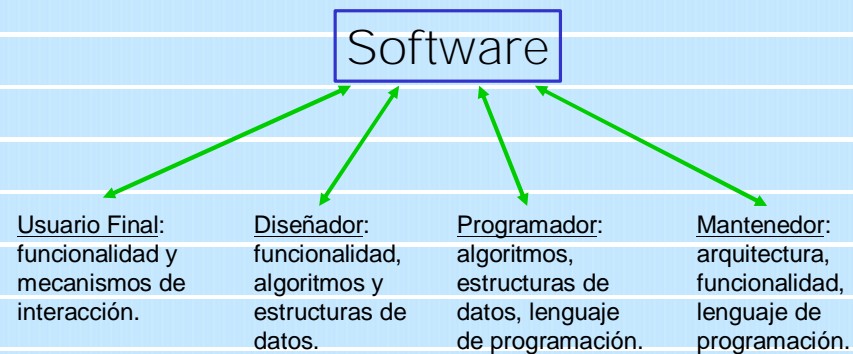 Software
Usuario Final:
funcionalidad y
mecanismos de
interacción.
Diseñador:
funcionalidad,
algoritmos y
estructuras de
datos.
Programador:
algoritmos,
estructuras de
datos, lenguaje
de programación.
Mantenedor:
arquitectura,
funcionalidad,
lenguaje de
programación.